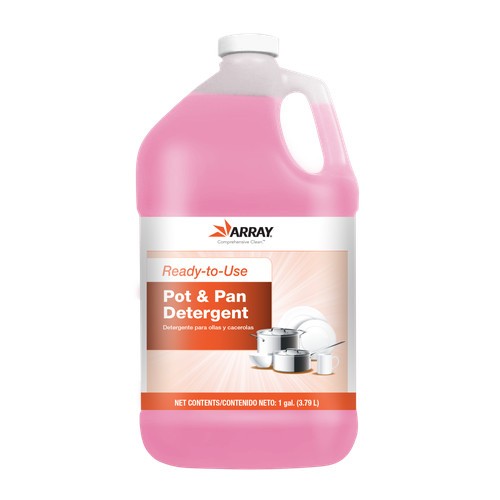 ARRAY
Comprehensive Clean.™
Ready-to-Use
Pot & Pan
Detergent
Detergente para ollas y cacerolas
NET CONTENTS/CONTENIDO NETO: 1 gal. (3.79 L)